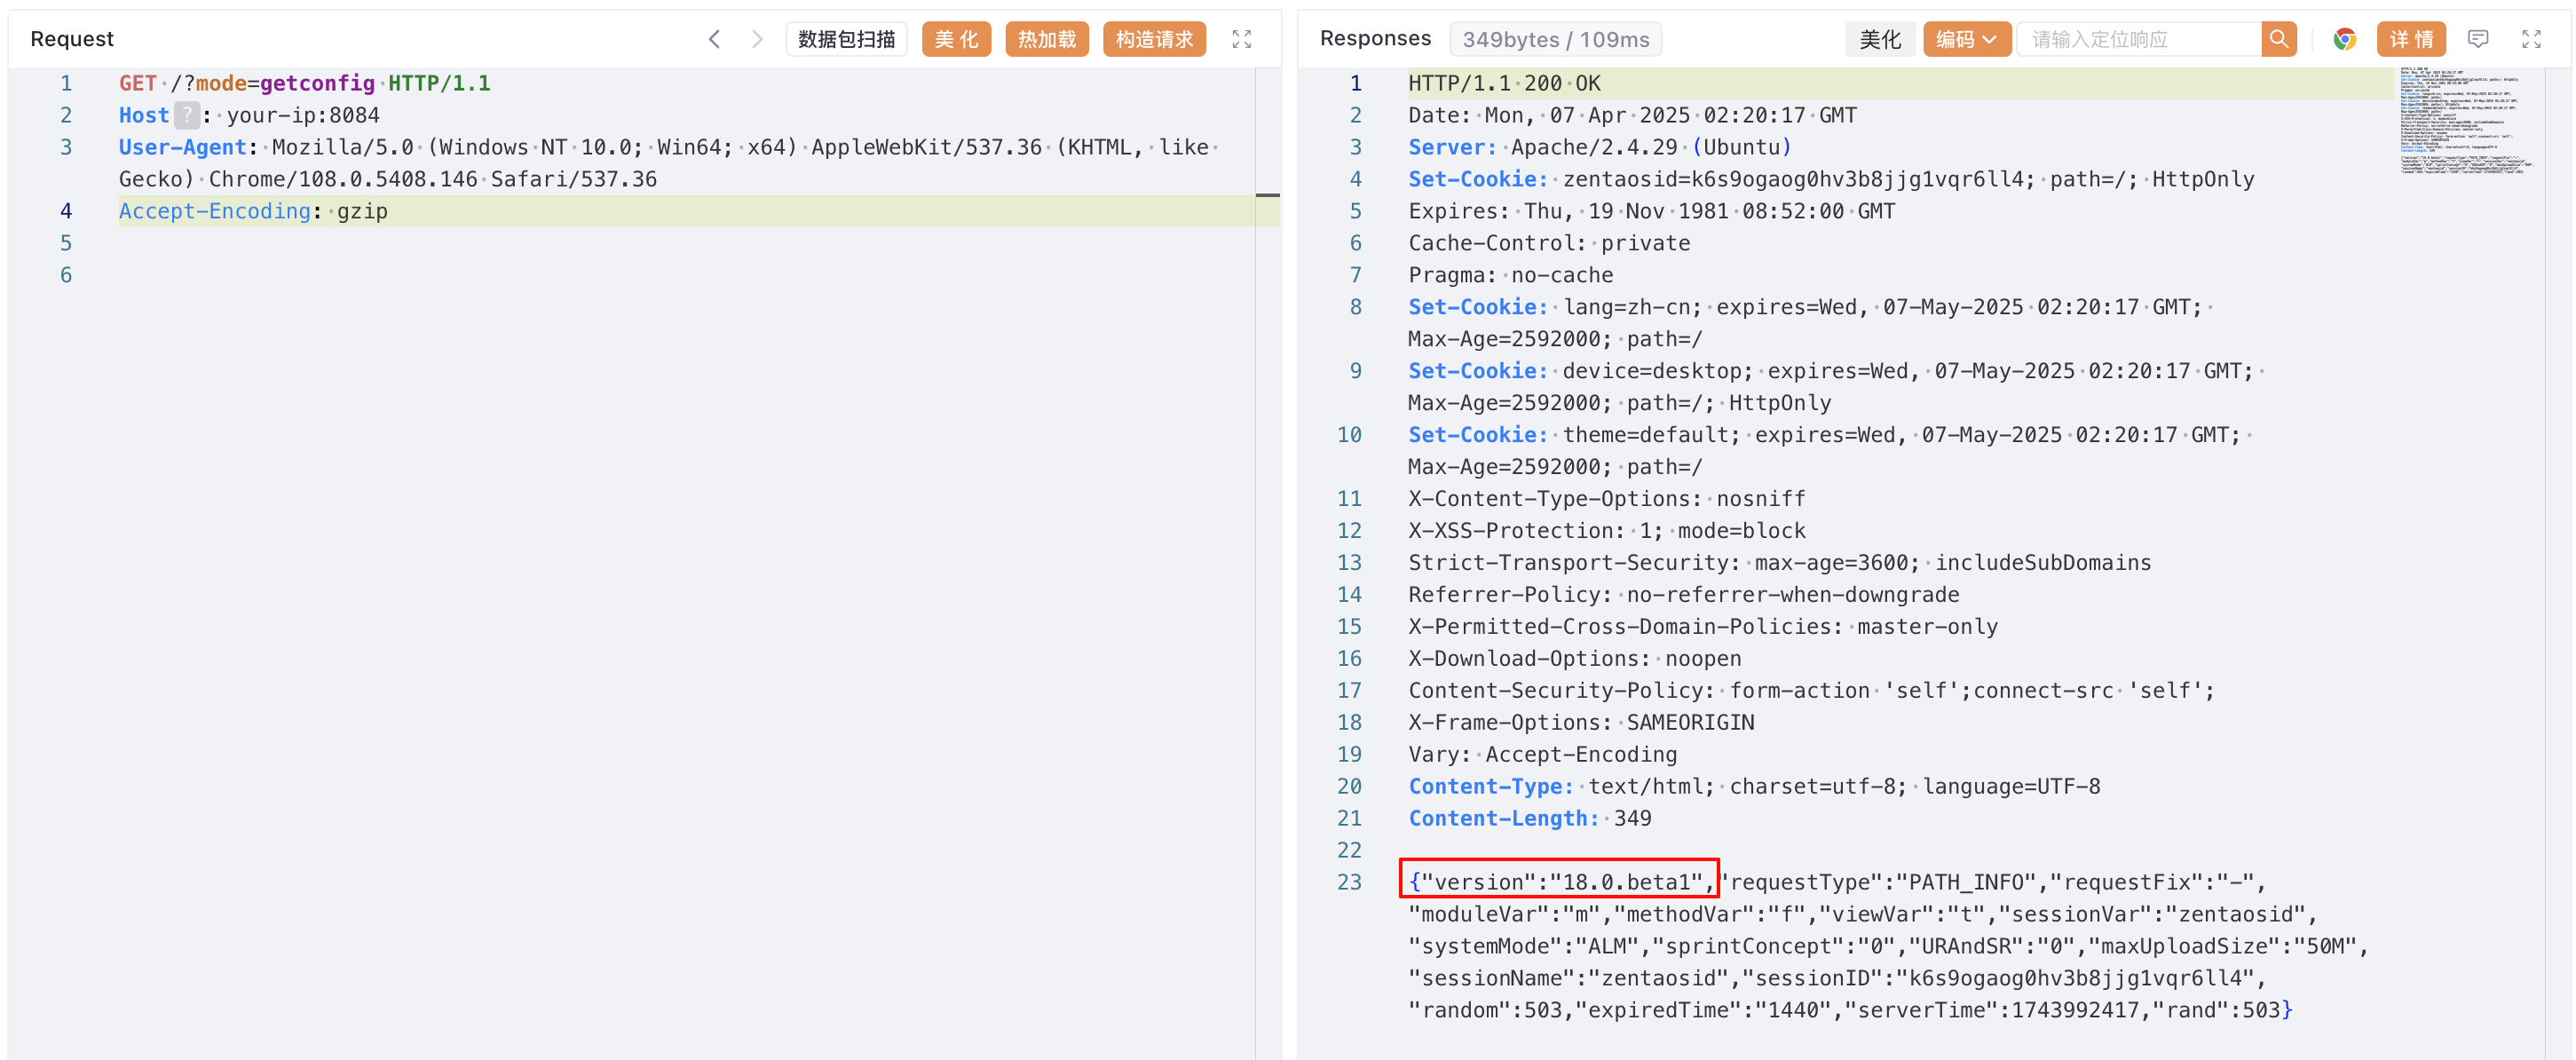 Request
数据包扫描
美 化
热加载
构造请求
1 GET /?mode=getconfig HTTP/1.1
2 Host ? : your-ip:8084
3 User-Agent: Mozilla/5.0 (Windows NT 10.0; Win64; x64) AppleWebKit/537.36 (KHTML, like
Gecko) Chrome/108.0.5408.146 Safari/537.36
4 Accept-Encoding: gzip
5
6
Responses
349bytes / 109ms
美化
编码
请输入定位响应
详 情
1 HTTP/1.1 200 OK
2 Date: Mon, 07 Apr 2025 02:20:17 GMT
3 Server: Apache/2.4.29 (Ubuntu)
4 Set-Cookie: zentaosid=k6s9ogaog0hv3b8jjg1vqr6ll4; path=/; HttpOnly
5 Expires: Thu, 19 Nov 1981 08:52:00 GMT
6 Cache-Control: private
7 Pragma: no-cache
8 Set-Cookie: lang=zh-cn; expires=Wed, 07-May-2025 02:20:17 GMT;
Max-Age=2592000; path=/
9 Set-Cookie: device=desktop; expires=Wed, 07-May-2025 02:20:17 GMT;
Max-Age=2592000; path=/; HttpOnly
10 Set-Cookie: theme=default; expires=Wed, 07-May-2025 02:20:17 GMT;
Max-Age=2592000; path=/
11 X-Content-Type-Options: nosniff
12 X-XSS-Protection: 1; mode=block
13 Strict-Transport-Security: max-age=3600; includeSubDomains
14 Referrer-Policy: no-referrer-when-downgrade
15 X-Permitted-Cross-Domain-Policies: master-only
16 X-Download-Options: noopen
17 Content-Security-Policy: form-action 'self';connect-src 'self';
18 X-Frame-Options: SAMEORIGIN
19 Vary: Accept-Encoding
20 Content-Type: text/html; charset=utf-8; language=UTF-8
21 Content-Length: 349
22
23 {"version":"18.0.beta1","requestType":"PATH_INFO","requestFix":"-",
"moduleVar":"m","methodVar":"f","viewVar":"t","sessionVar":"zentaosid",
"systemMode":"ALM","sprintConcept":"0","URAndSR":"0","maxUploadSize":"50M",
"sessionName":"zentaosid","sessionID":"k6s9ogaog0hv3b8jjg1vqr6ll4",
"random":503,"expiredTime":"1440","serverTime":1743992417,"rand":503}